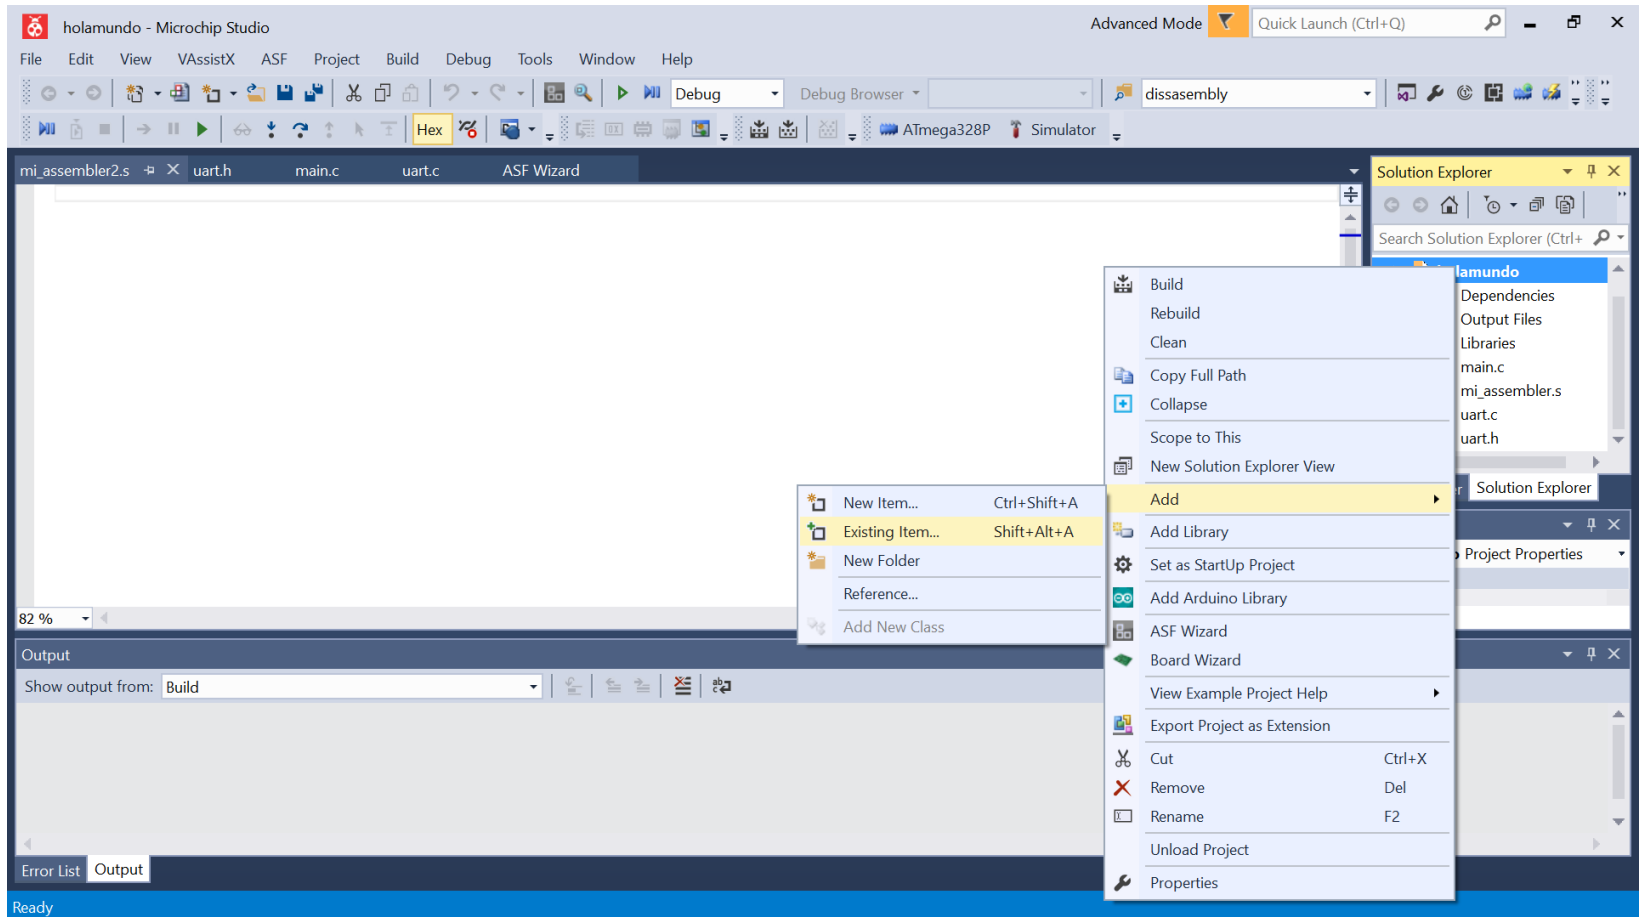 holamundo - Microchip Studio
Advanced Mode
Quick Launch (Ctrl+Q)
File Edit View VAssistX ASF Project Build Debug Tools Window Help
Debug
Debug Browser
dissasembly
Hex
ATmega328P
Simulator
mi_assembler2.s uart.h main.c uart.c ASF Wizard
Solution Explorer
Search Solution Explorer (Ctrl+
lamundo
Dependencies
Output Files
Libraries
main.c
mi_assembler.s
uart.c
uart.h
Solution Explorer
Project Properties
Build
Rebuild
Clean
Copy Full Path
Collapse
Scope to This
New Solution Explorer View
Add
Add Library
Set as StartUp Project
Add Arduino Library
ASF Wizard
Board Wizard
View Example Project Help
Export Project as Extension
Cut Ctrl+X
Remove Del
Rename F2
Unload Project
Properties
New Item... Ctrl+Shift+A
Existing Item... Shift+Alt+A
New Folder
Reference...
Add New Class
82 %
Output
Show output from: Build
Error List Output
Ready